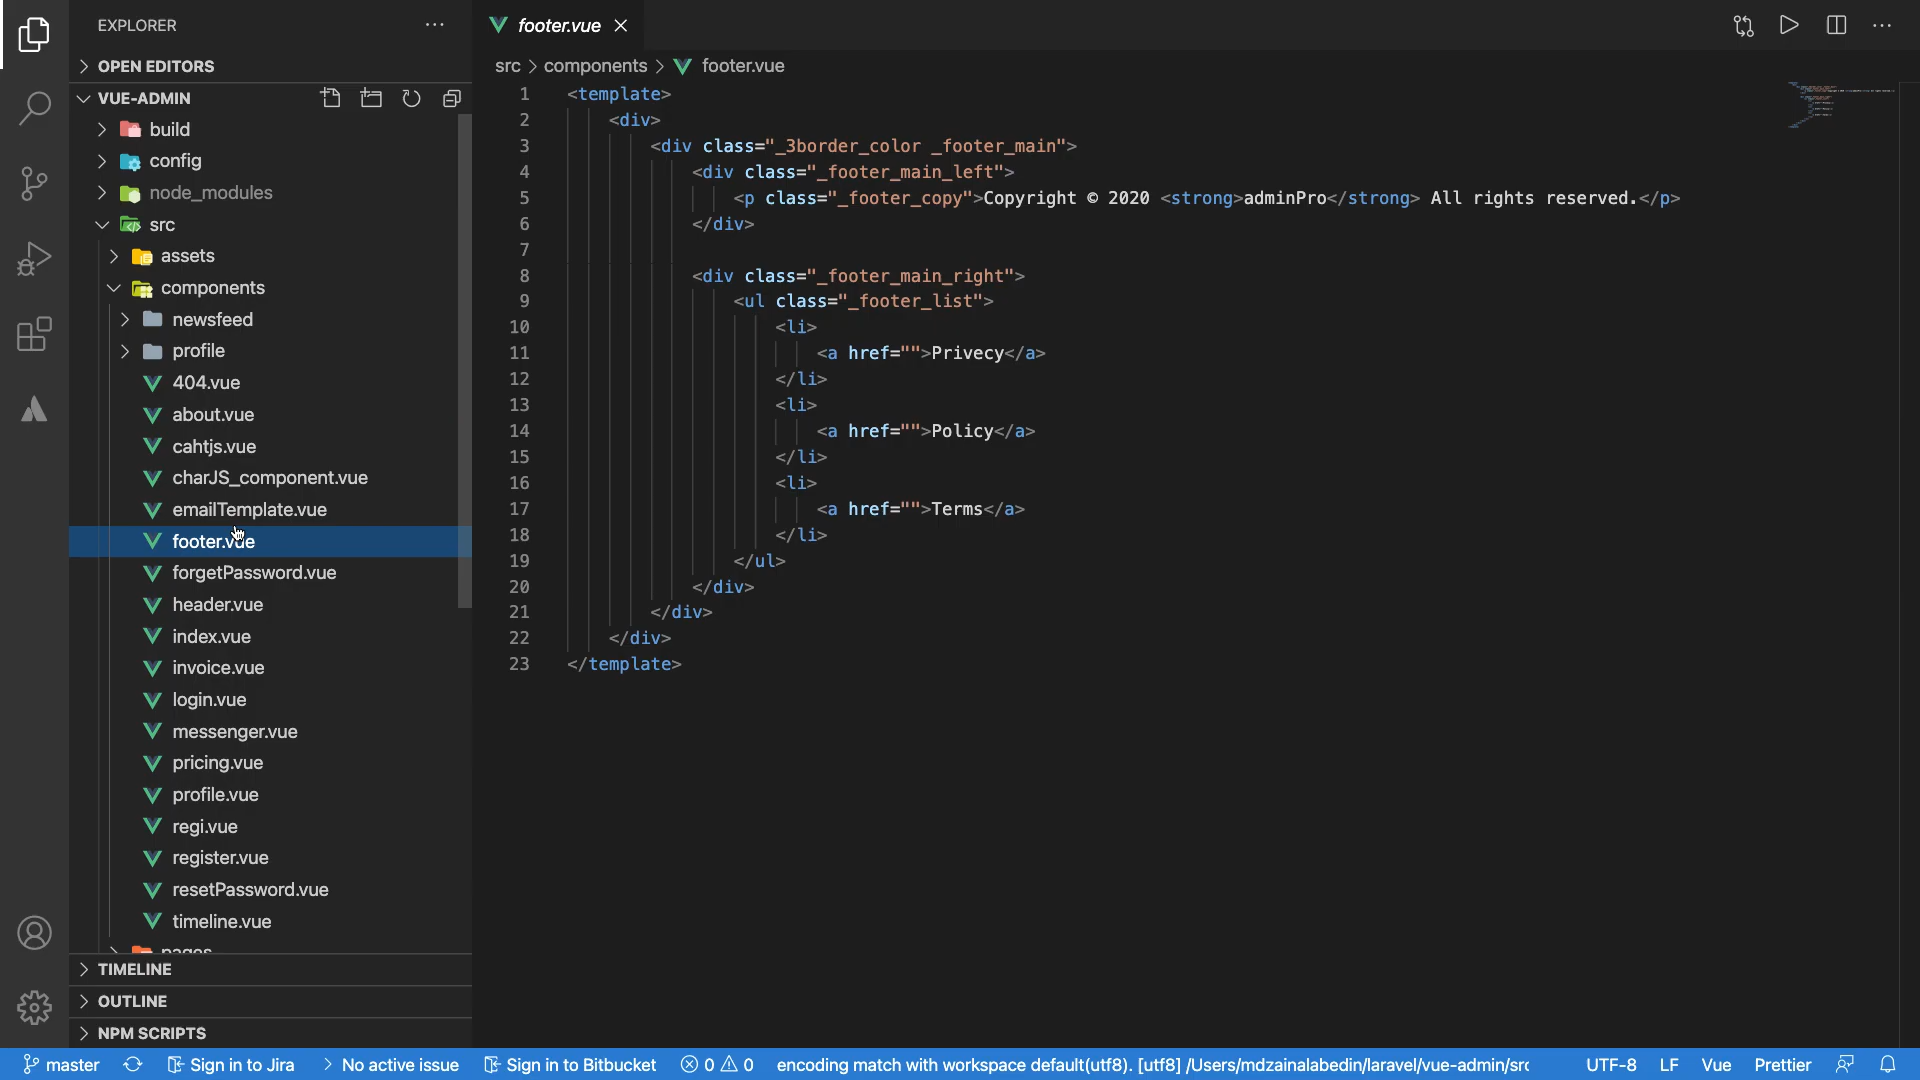 EXPLORER
OPEN EDITORS
VUE-ADMIN
build
config
node_modules
src
assets
components
newsfeed
profile
404.vue
about.vue
cahtjs.vue
charJS_component.vue
emailTemplate.vue
footer.vue
forgetPassword.vue
header.vue
index.vue
invoice.vue
login.vue
messenger.vue
pricing.vue
profile.vue
regi.vue
register.vue
resetPassword.vue
timeline.vue
pages
TIMELINE
OUTLINE
NPM SCRIPTS
footer.vue
src > components > footer.vue
1 <template>
2 <div>
3 <div class="_3border_color _footer_main">
4 <div class="_footer_main_left">
5 <p class="_footer_copy">Copyright © 2020 <strong>adminPro</strong> All rights reserved.</p>
6 </div>
7
8 <div class="_footer_main_right">
9 <ul class="_footer_list">
10 <li>
11 <a href="">Privecy</a>
12 </li>
13 <li>
14 <a href="">Policy</a>
15 </li>
16 <li>
17 <a href="">Terms</a>
18 </li>
19 </ul>
20 </div>
21 </div>
22 </div>
23 </template>
master Sign in to Jira No active issue Sign in to Bitbucket 0 0 encoding match with workspace default(utf8). [utf8] /Users/mdzainalabedin/laravel/vue-admin/src UTF-8 LF Vue Prettier